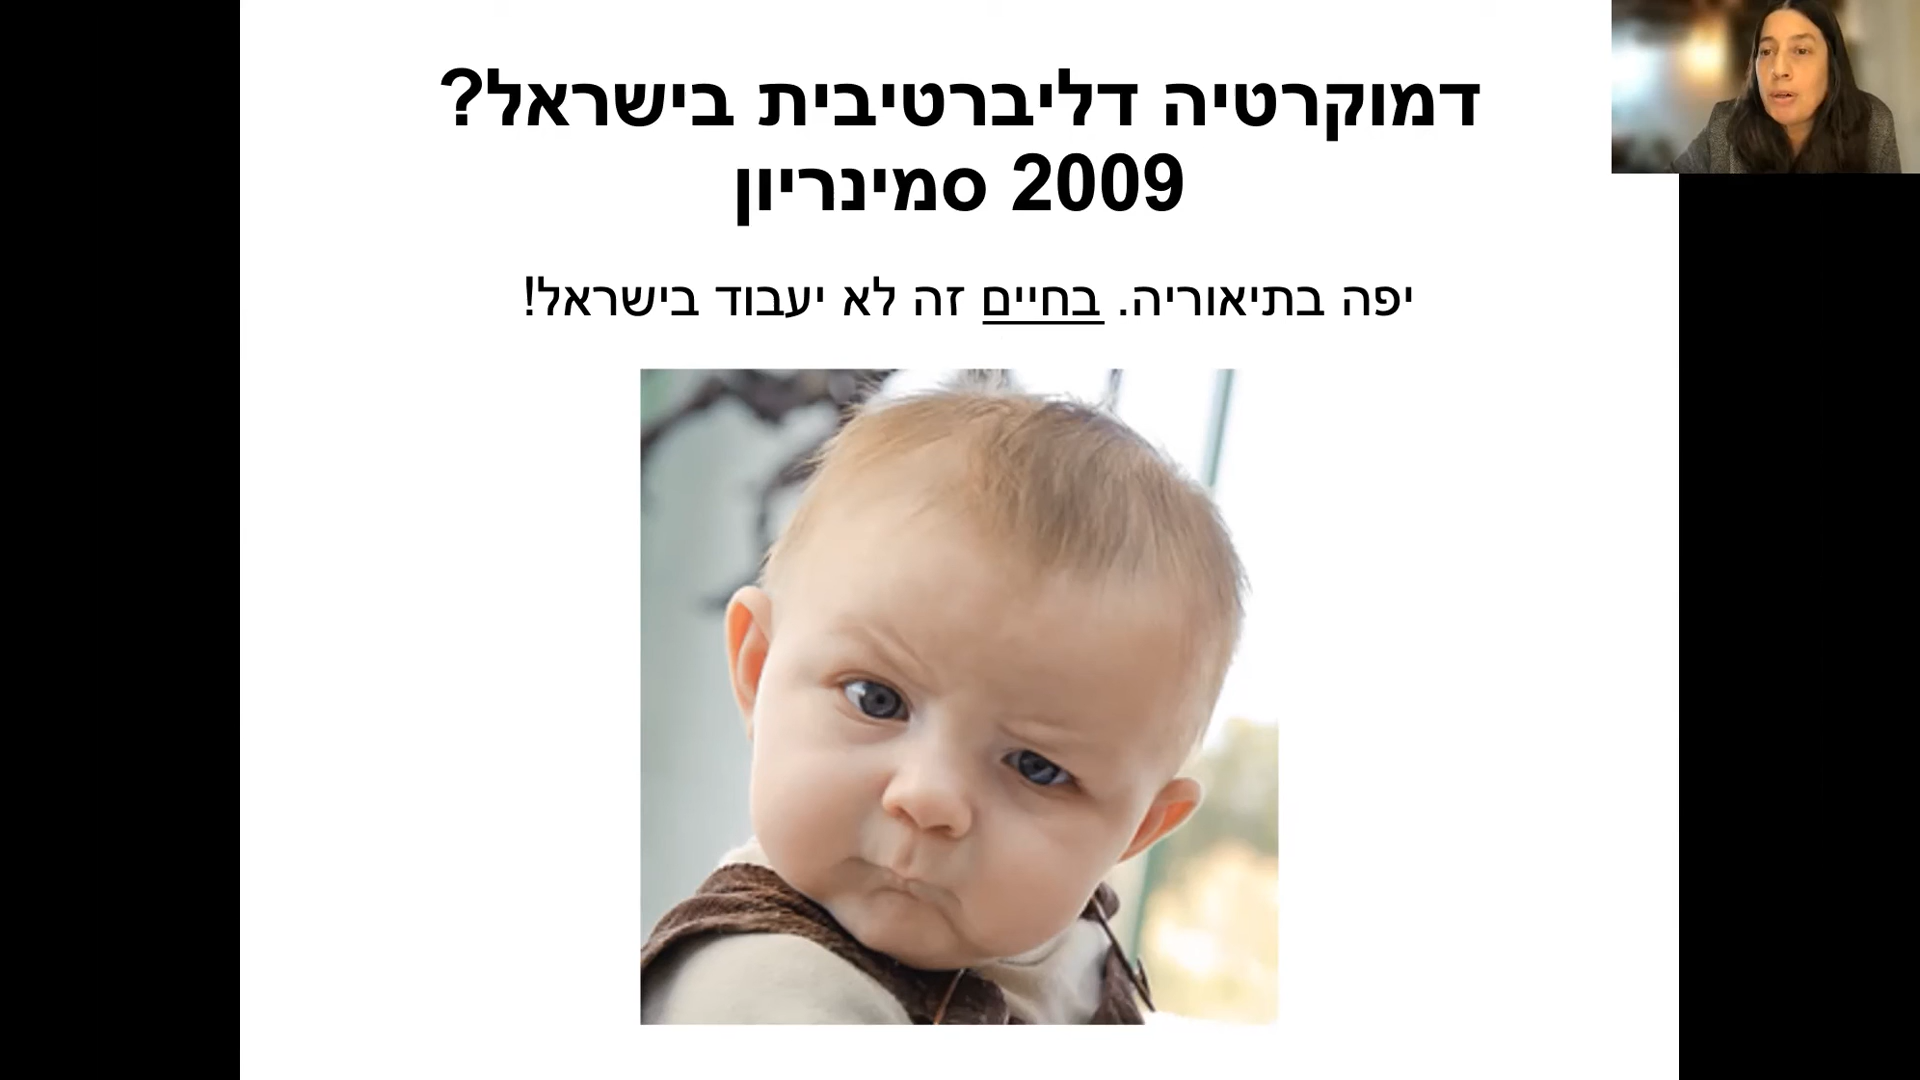 דמוקרטיה דליברטיבית בישראל?
2009 סמינריון
יפה בתיאוריה. בחיים זה לא יעבוד בישראל!